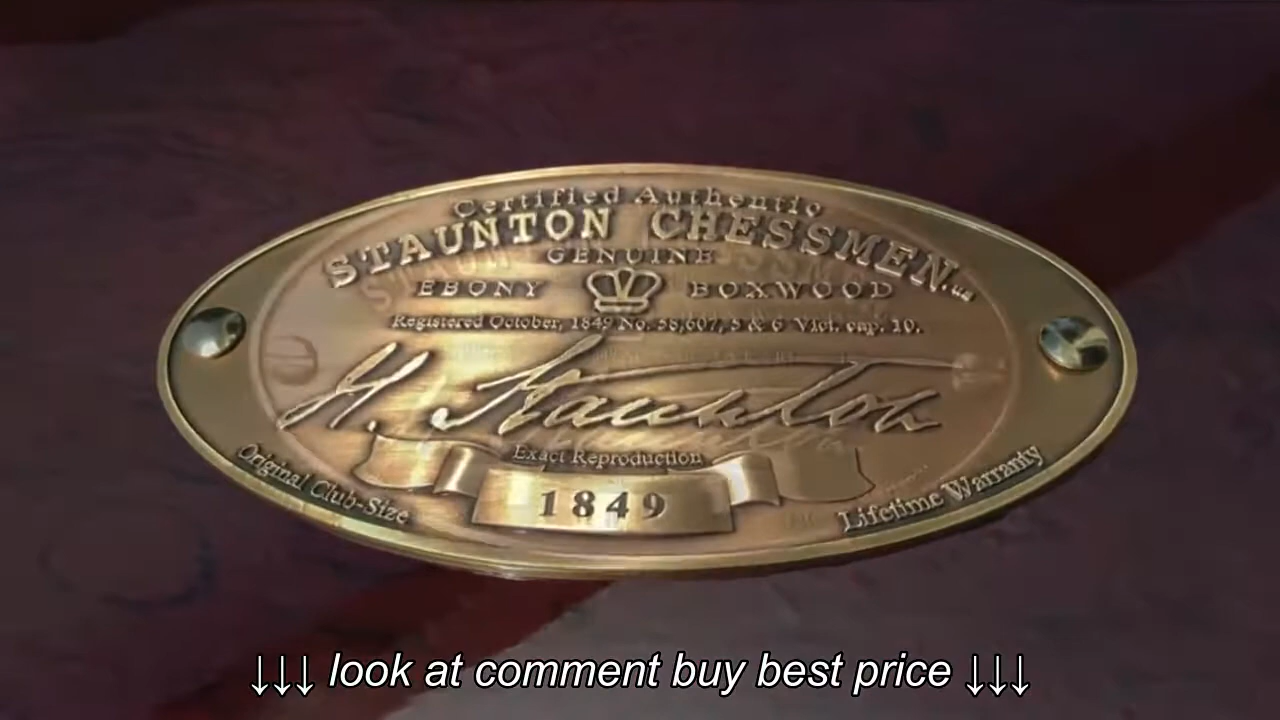 Certified Authentic
STAUNTON CHESSMEN.
GENUINE
EBONY BOXWOOD
Registered October, 1849 No. 58,607, 5 & 6 Vict. cap. 10.
H. Staunton
Exact Reproduction
1849
Original Club-Size
Lifetime Warranty
↓↓↓ look at comment buy best price ↓↓↓